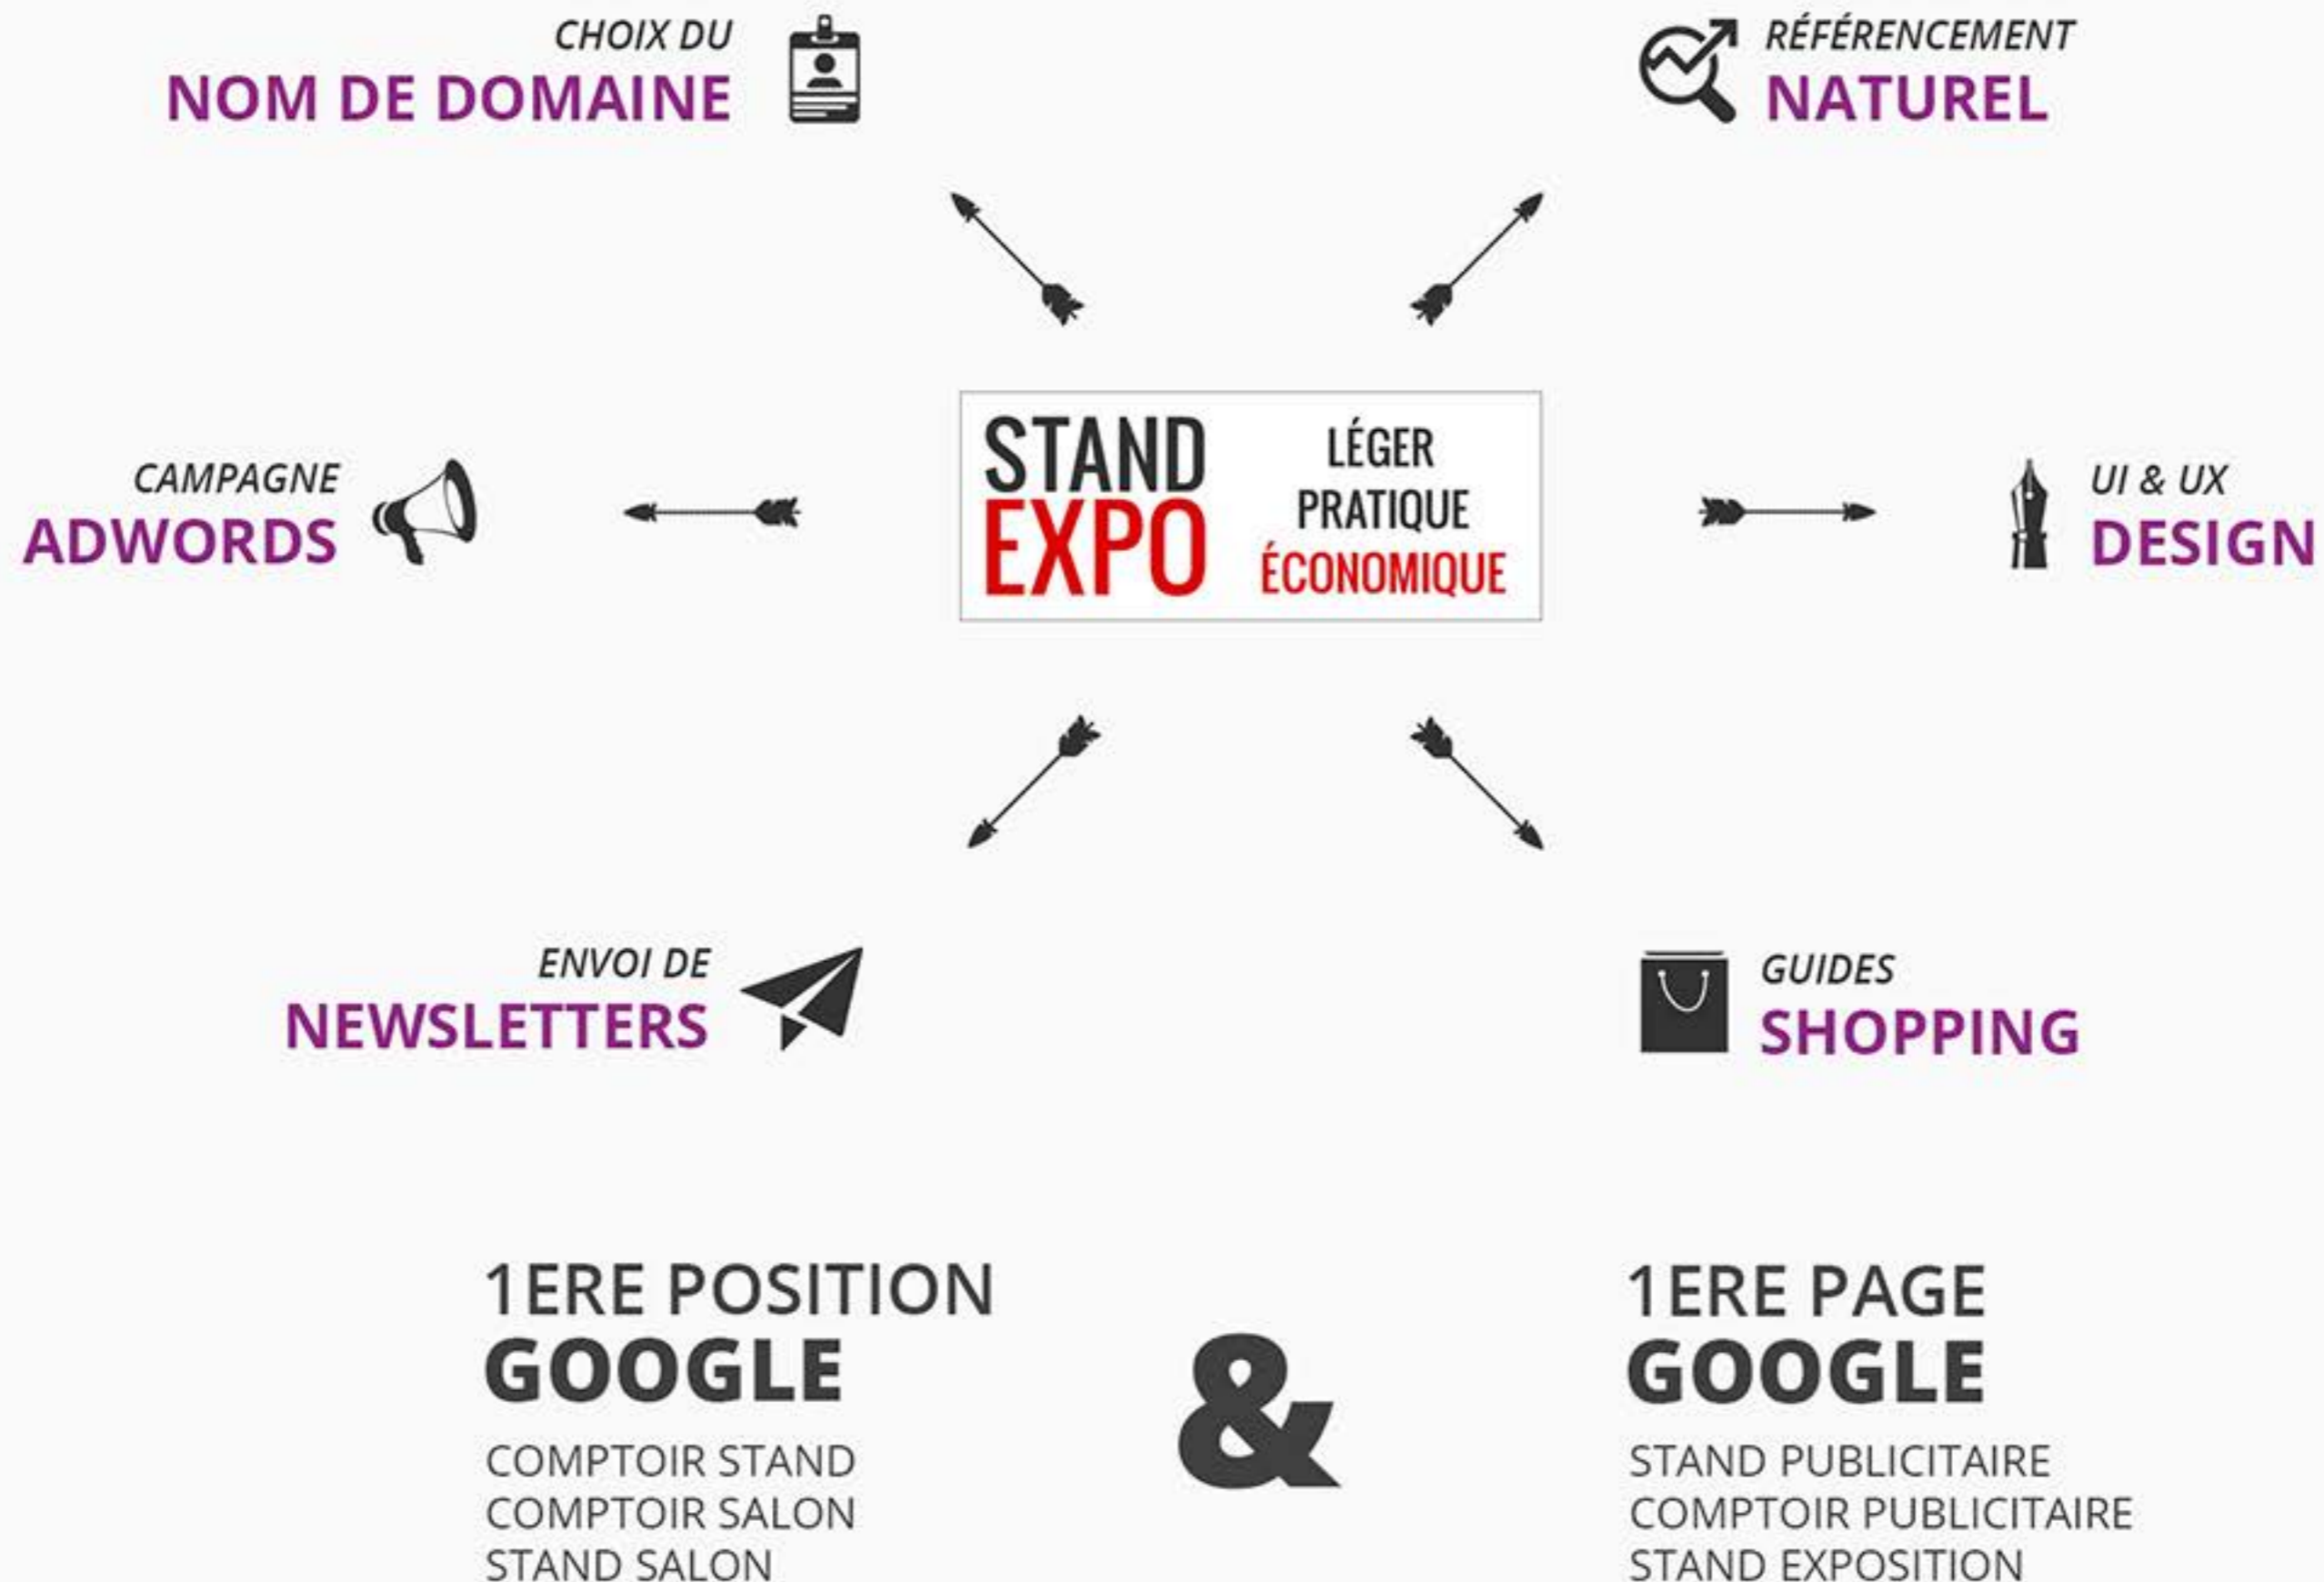 CHOIX DU
NOM DE DOMAINE
RÉFÉRENCEMENT
NATUREL
CAMPAGNE
ADWORDS
STAND
EXPO
LÉGER
PRATIQUE
ÉCONOMIQUE
UI & UX
DESIGN
ENVOI DE
NEWSLETTERS
GUIDES
SHOPPING
1ERE POSITION
GOOGLE
COMPTOIR STAND
COMPTOIR SALON
STAND SALON
&
1ERE PAGE
GOOGLE
STAND PUBLICITAIRE
COMPTOIR PUBLICITAIRE
STAND EXPOSITION